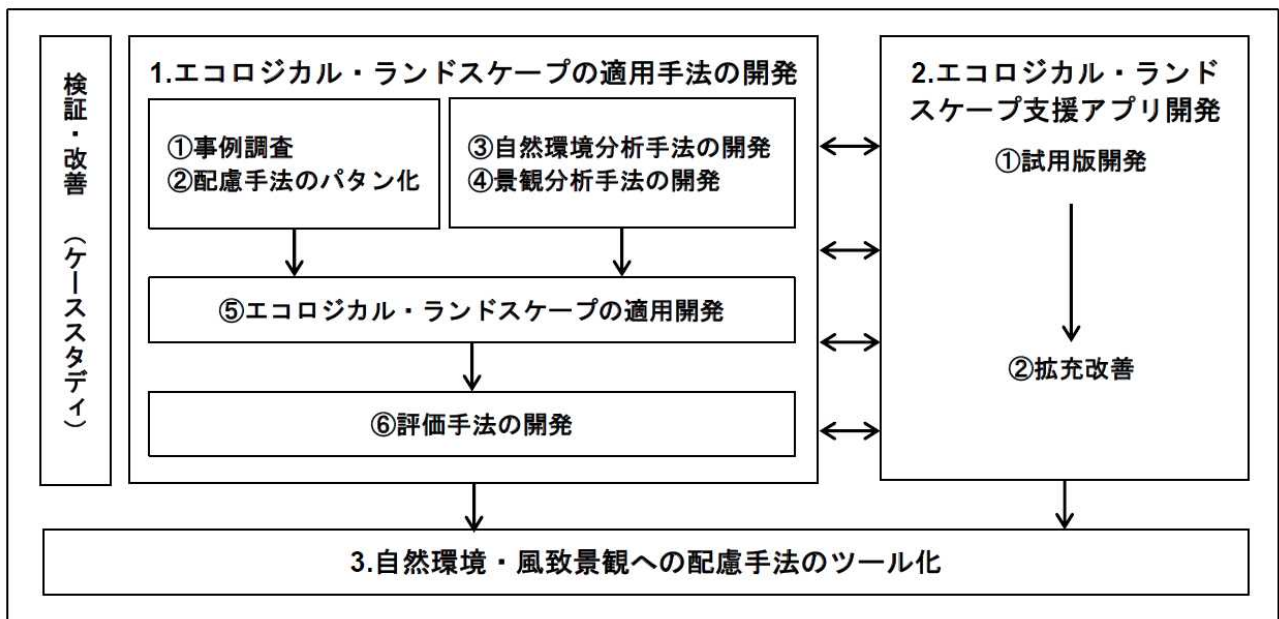 検証・改善（ケーススタディ）
1.エコロジカル・ランドスケープの適用手法の開発
①事例調査
②配慮手法のパタン化
③自然環境分析手法の開発
④景観分析手法の開発
⑤エコロジカル・ランドスケープの適用開発
⑥評価手法の開発
2.エコロジカル・ランド
スケープ支援アプリ開発
①試用版開発
②拡充改善
3.自然環境・風致景観への配慮手法のツール化